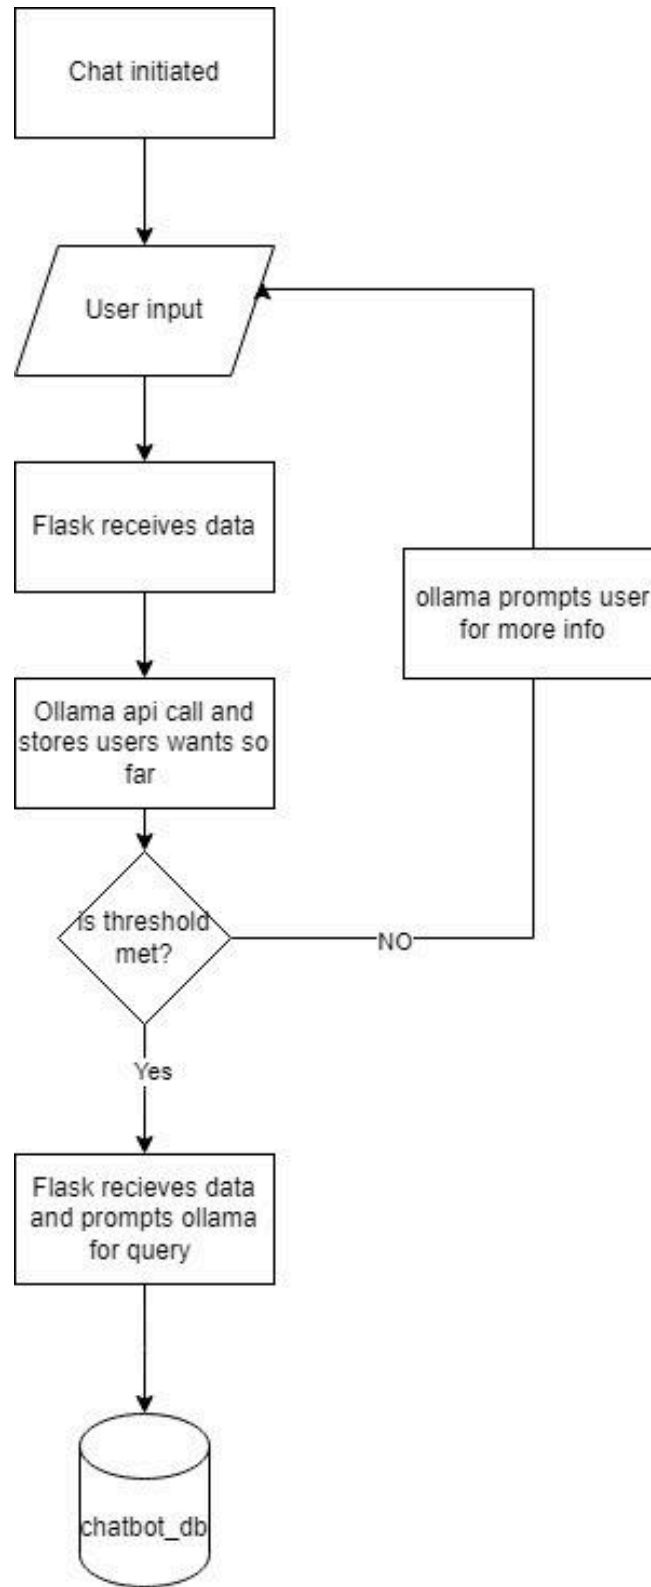 Chat initiated
User input
Flask receives data
ollama prompts user
for more info
Ollama api call and
stores users wants so
far
is threshold
met?
NO
Yes
Flask recieves data
and prompts ollama
for query
chatbot_db